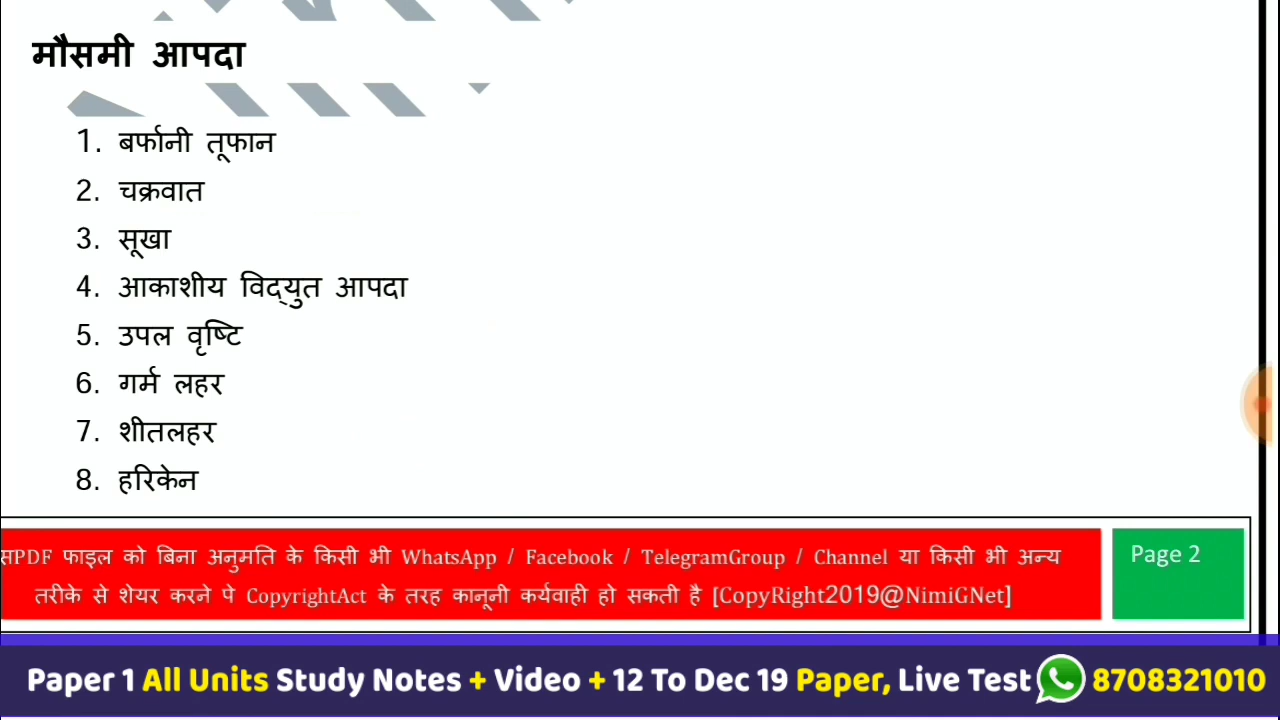 मौसमी आपदा
1. बर्फानी तूफान
2. चक्रवात
3. सूखा
4. आकाशीय विद्युत आपदा
5. उपल वृष्टि
6. गर्म लहर
7. शीतलहर
8. हरिकेन
सPDF फाइल को बिना अनुमति के किसी भी WhatsApp / Facebook / TelegramGroup / Channel या किसी भी अन्य
तरीके से शेयर करने पे CopyrightAct के तरह कानूनी कर्यवाही हो सकती है [CopyRight2019@NimiGNet]
Page 2
Paper 1 All Units Study Notes + Video + 12 To Dec 19 Paper, Live Test 8708321010